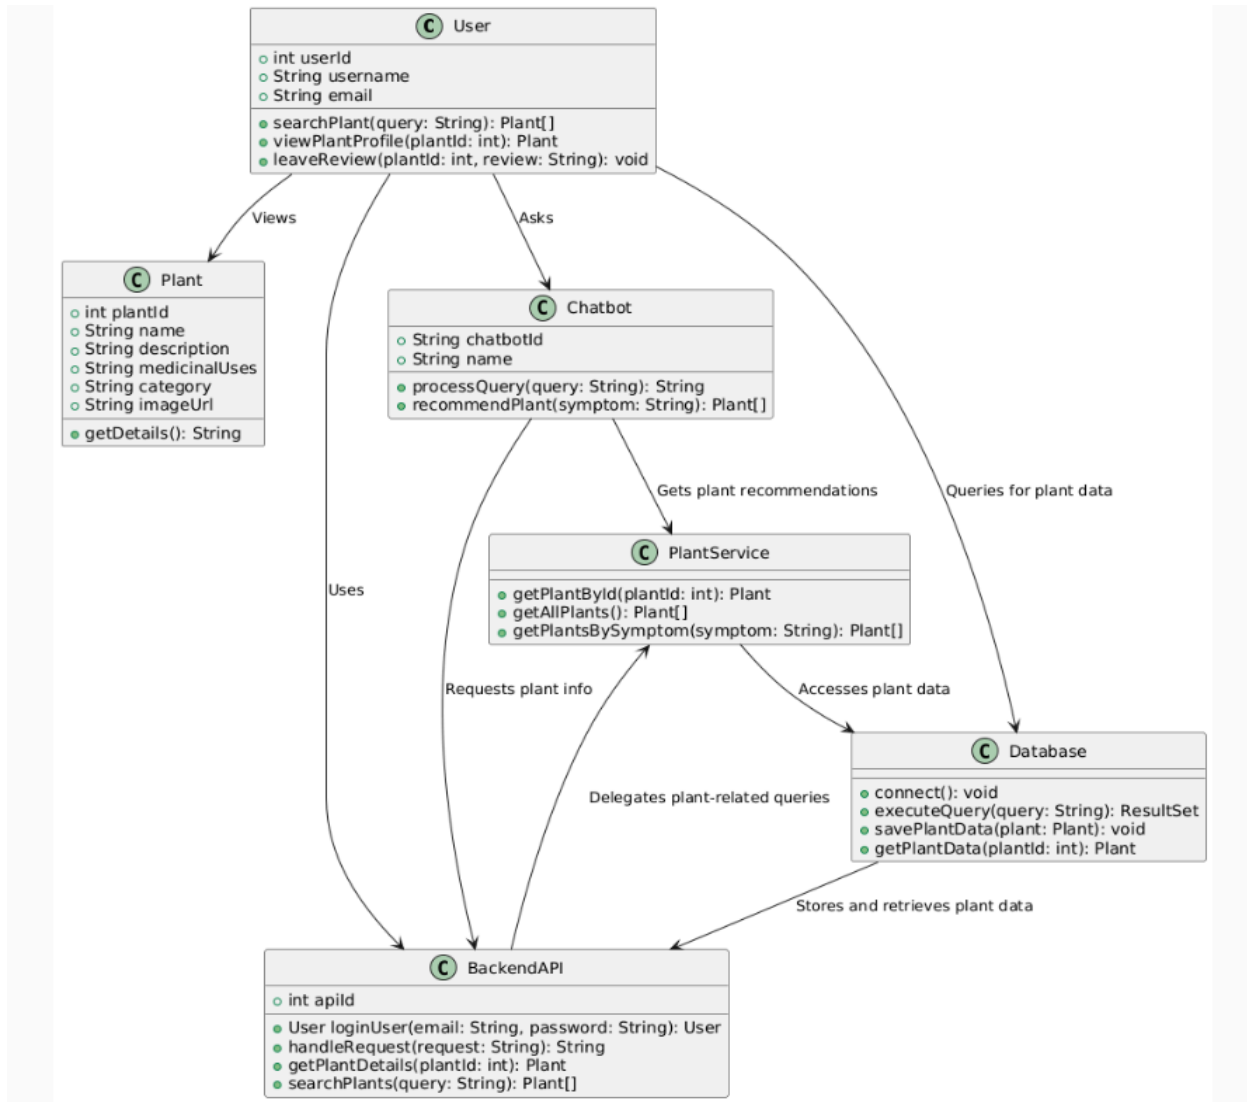 C User
int userId
String username
String email
searchPlant(query: String): Plant[]
viewPlantProfile(plantId: int): Plant
leaveReview(plantId: int, review: String): void
Views
Asks
C Plant
int plantId
String name
String description
String medicinalUses
String category
String imageUrl
getDetails(): String
C Chatbot
String chatbotId
String name
processQuery(query: String): String
recommendPlant(symptom: String): Plant[]
Gets plant recommendations
Queries for plant data
C PlantService
getPlantById(plantId: int): Plant
getAllPlants(): Plant[]
getPlantsBySymptom(symptom: String): Plant[]
Uses
Requests plant info
Accesses plant data
C Database
connect(): void
executeQuery(query: String): ResultSet
savePlantData(plant: Plant): void
getPlantData(plantId: int): Plant
Delegates plant-related queries
Stores and retrieves plant data
C BackendAPI
int apiId
User loginUser(email: String, password: String): User
handleRequest(request: String): String
getPlantDetails(plantId: int): Plant
searchPlants(query: String): Plant[]